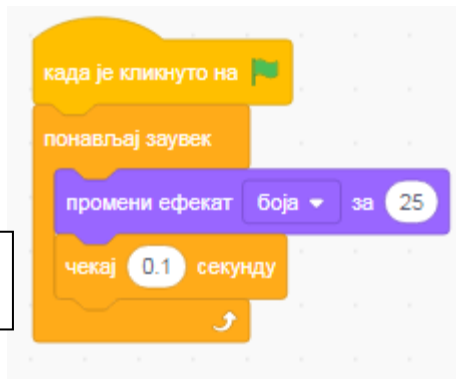 када је кликнуто на
понављај заувек
промени ефекат боја за 25
чекај 0.1 секунду